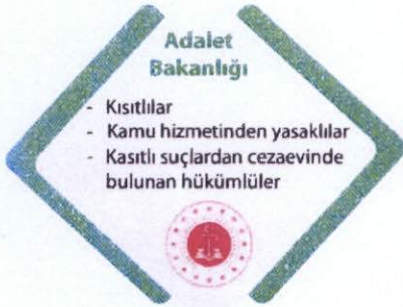 Adalet
Bakanlığı
- Kısıtlılar
- Kamu hizmetinden yasaklılar
- Kasıtlı suçlardan cezaevinde
bulunan hükümlüler